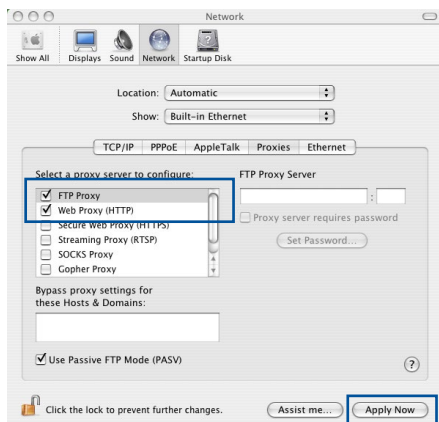 Network
Show All Displays Sound Network Startup Disk
Location: Automatic
Show: Built-in Ethernet
TCP/IP PPPoE AppleTalk Proxies Ethernet
Select a proxy server to configure: FTP Proxy Server
FTP Proxy :
Web Proxy (HTTP) Proxy server requires password
Secure Web Proxy (HTTPS)
Streaming Proxy (RTSP) Set Password...
SOCKS Proxy
Gopher Proxy
Bypass proxy settings for
these Hosts & Domains:
Use Passive FTP Mode (PASV) ?
Click the lock to prevent further changes. Assist me... Apply Now